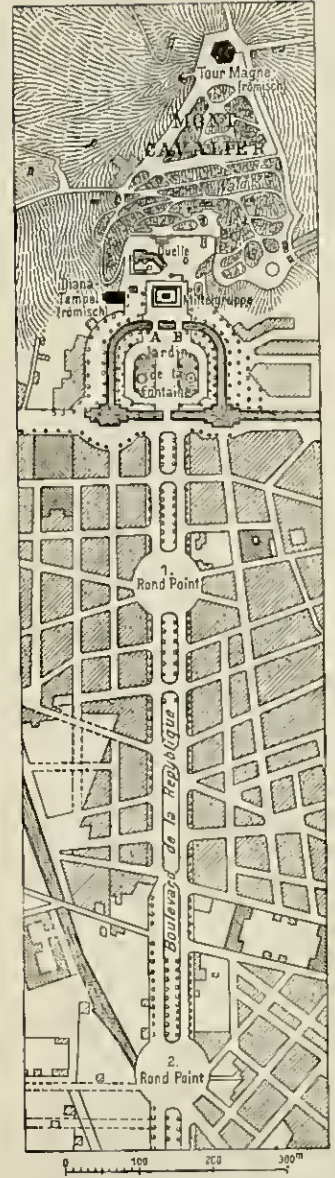 Tour Magne
(römisch)
MONT
CAVALIER
Quelle
Diana-
Tempel
(römisch)
Mittelgruppe
A B
Jardin
de la
Fontaine
1.
Rond Point
Boulevard de la République
2.
Rond Point
0 100 200 300m